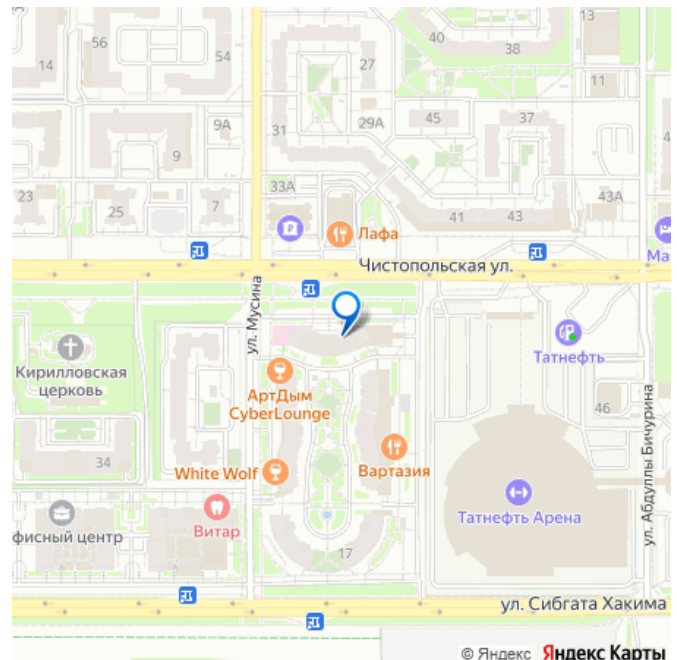 13
56
14
54
40
38
27
11
9А
29А
45
37
31
9
4
33А
23
25
7
41
43
43А
Лафа
Ма
Чистопольская ул.
ул. Мусина
Кирилловская
церковь
Татнефть
АртДым
CyberLounge
46
ул. Абдуллы Бичурина
34
White Wolf
Вартазия
Татнефть Арена
Витар
фисный центр
17
ул. Сибгата Хакима
© Яндекс Яндекс Карты